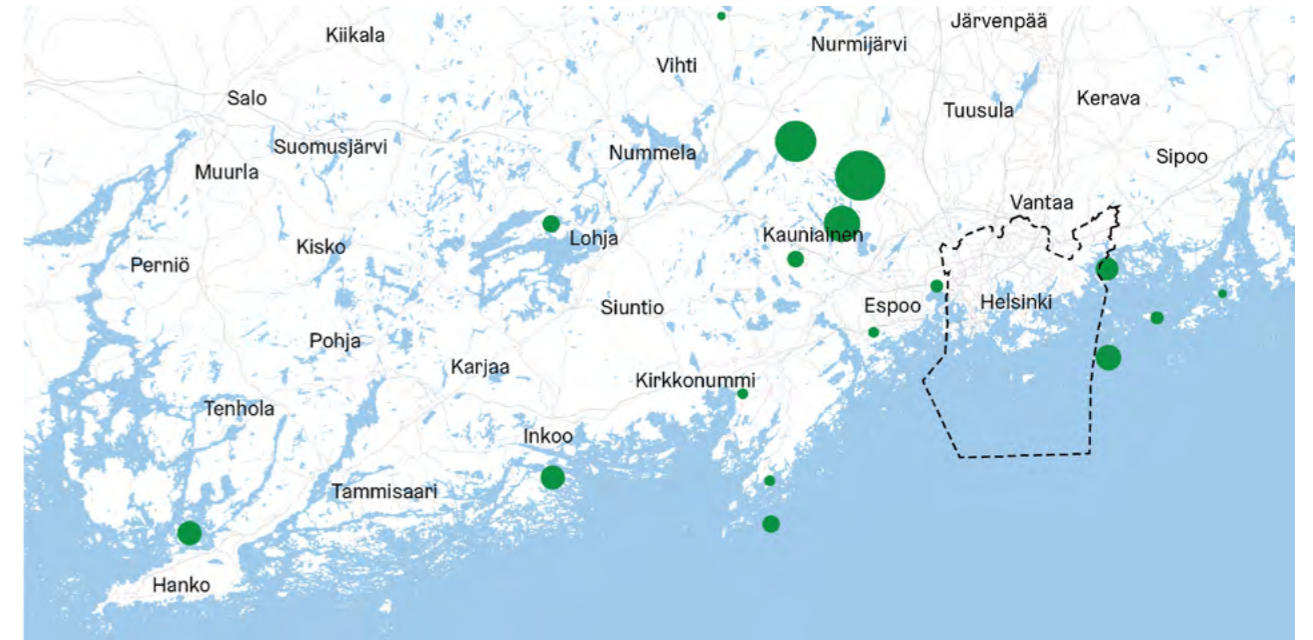 Järvenpää
Kiikala
Nurmijärvi
Vihti
Salo
Kerava
Tuusula
Suomusjärvi
Nummela
Sipoo
Muurla
Vantaa
Kauniainen
Lohja
Kisko
Perniö
Helsinki
Espoo
Siuntio
Pohja
Karjaa
Kirkkonummi
Tenhola
Inkoo
Tammisaari
Hanko